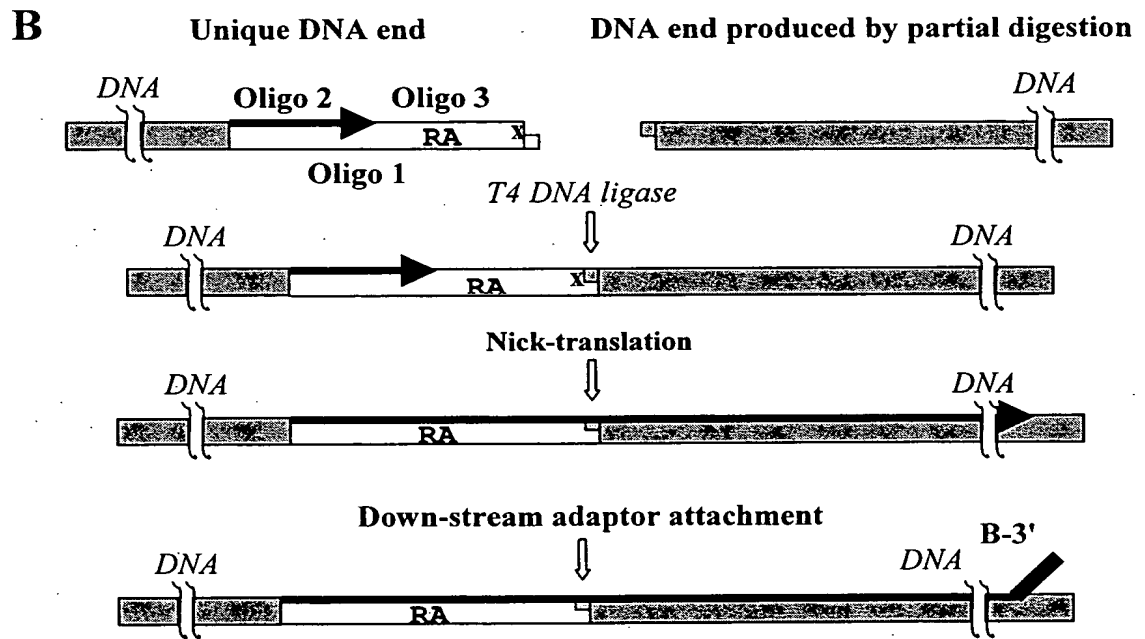 B
Unique DNA end
DNA end produced by partial digestion
DNA
DNA
Oligo 2
Oligo 3
X
RA
Oligo 1
T4 DNA ligase
DNA
DNA
X
RA
Nick-translation
DNA
DNA
RA
Down-stream adaptor attachment
B-3'
DNA
DNA
RA